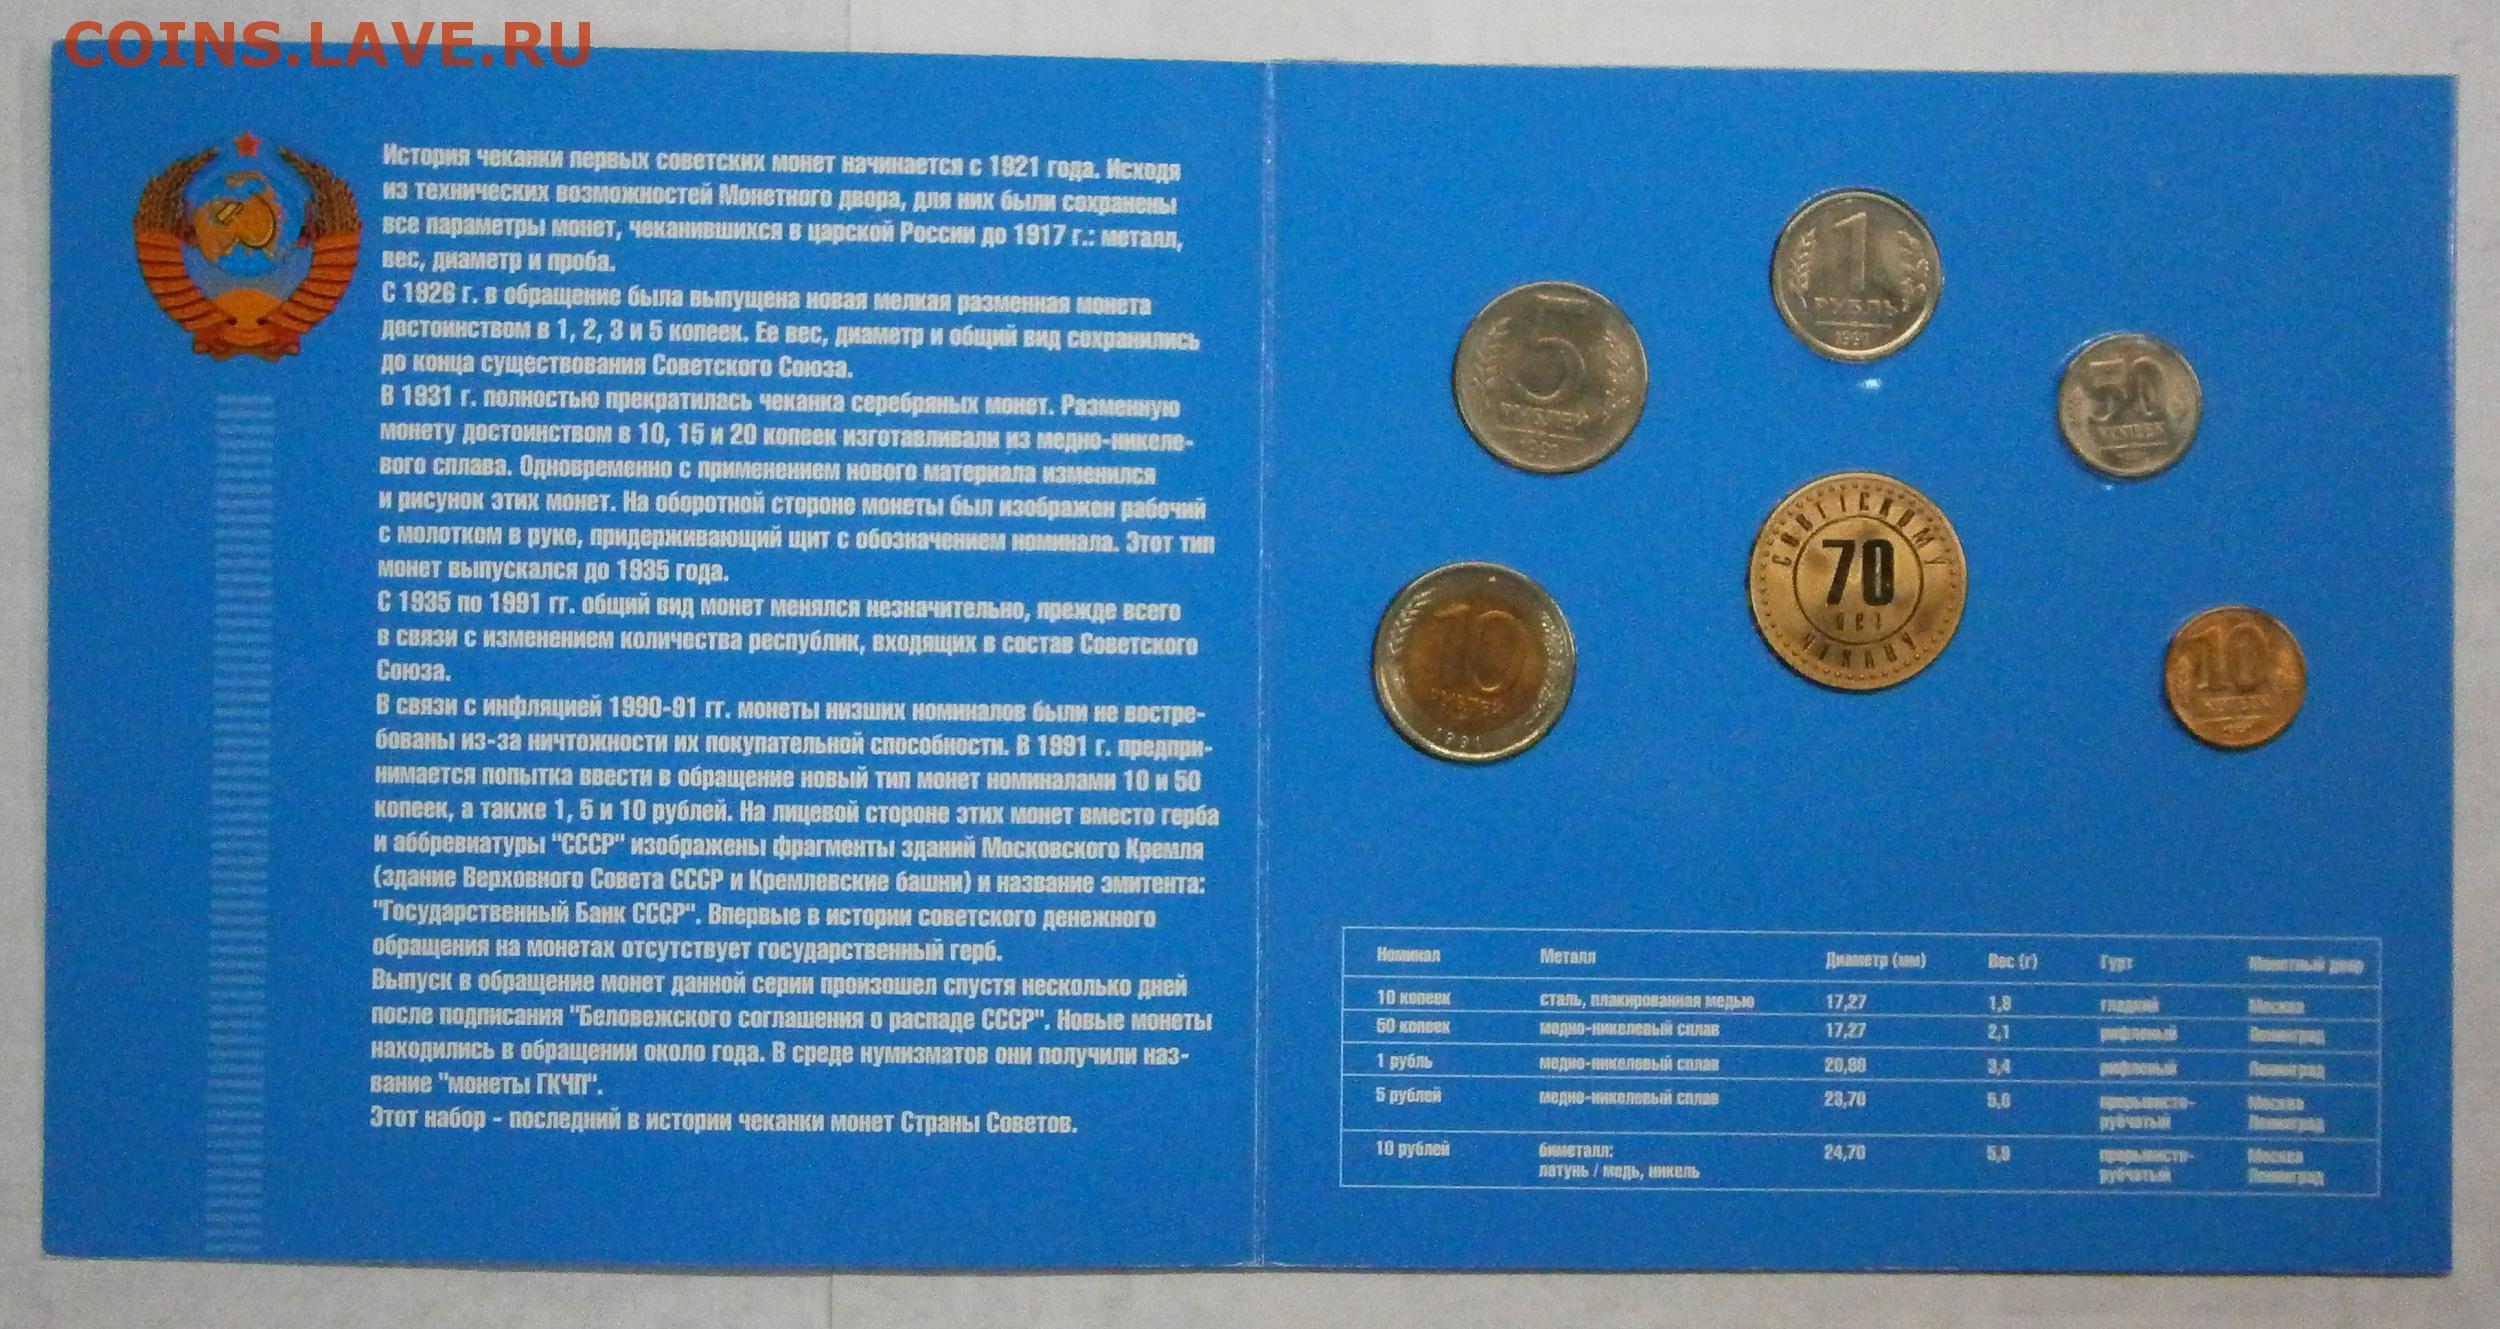 COINS.LAVE.RU
История чеканки первых советских монет начинается с 1921 года. Исходя
из технических возможностей Монетного двора, для них были сохранены
все параметры монет, чеканившихся в царской России до 1917 г.: металл,
вес, диаметр и проба.
С 1926 г. в обращение была выпущена новая мелкая разменная монета
достоинством в 1, 2, 3 и 5 копеек. Ее вес, диаметр и общий вид сохранились
до конца существования Советского Союза.
В 1931 г. полностью прекратилась чеканка серебряных монет. Разменную
монету достоинством в 10, 15 и 20 копеек изготавливали из медно-никеле-
вого сплава. Одновременно с применением нового материала изменился
и рисунок этих монет. На оборотной стороне монеты был изображен рабочий
с молотком в руке, придерживающий щит с обозначением номинала. Этот тип
монет выпускался до 1935 года.
С 1935 по 1991 гг. общий вид монет менялся незначительно, прежде всего
в связи с изменением количества республик, входящих в состав Советского
Союза.
В связи с инфляцией 1990-91 гг. монеты низших номиналов были не востре-
бованы из-за ничтожности их покупательной способности. В 1991 г. предпри-
нимается попытка ввести в обращение новый тип монет номиналами 10 и 50
копеек, а также 1, 5 и 10 рублей. На лицевой стороне этих монет вместо герба
и аббревиатуры "СССР" изображены фрагменты зданий Московского Кремля
(здание Верховного Совета СССР и Кремлевские башни) и название эмитента:
"Государственный Банк СССР". Впервые в истории советского денежного
обращения на монетах отсутствует государственный герб.
Выпуск в обращение монет данной серии произошел спустя несколько дней
после подписания "Беловежского соглашения о распаде СССР". Новые монеты
находились в обращении около года. В среде нумизматов они получили наз-
вание "монеты ГКЧП".
Этот набор - последний в истории чеканки монет Страны Советов.
1
РУБЛЬ
1991
5
РУБЛЕЙ
1991
50
КОПЕЕК
СОВЕТСКОМУ
70
ЛЕТ
ЧЕКАНУ
10
РУБЛЕЙ
1991
10
КОПЕЕК
Номинал Металл Диаметр (мм) Вес (г) Гурт Монетный двор
10 копеек сталь, плакированная медью 17,27 1,8 гладкий Москва
50 копеек медно-никелевый сплав 17,27 2,1 рифленый Ленинград
1 рубль медно-никелевый сплав 20,80 3,4 рифленый Ленинград
5 рублей медно-никелевый сплав 23,70 5,0 прерывисто- Москва
рубчатый Ленинград
10 рублей биметалл: 24,70 5,9 прерывисто- Москва
латунь / медь, никель рубчатый Ленинград